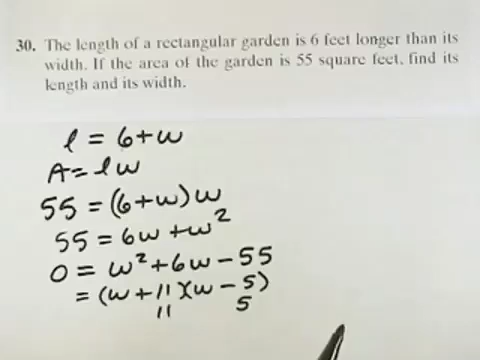 30. The length of a rectangular garden is 6 feet longer than its
width. If the area of the garden is 55 square feet, find its
length and its width.
l = 6+w
A = lw
55 = (6+w)w
55 = 6w + w²
0 = w² + 6w - 55
= (w + 11)(w - 5)
11 5